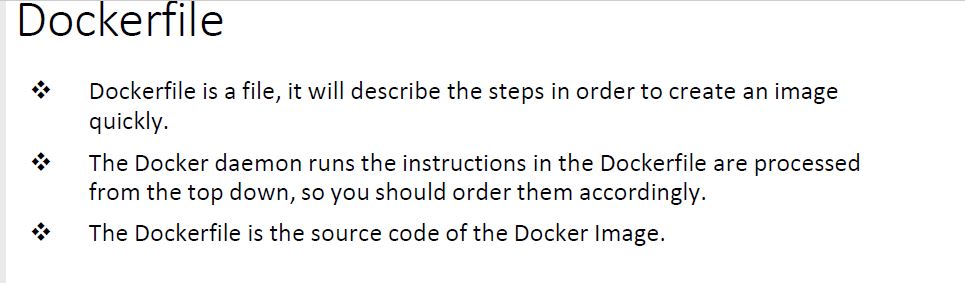 Dockerfile
❖ Dockerfile is a file, it will describe the steps in order to create an image
quickly.
❖ The Docker daemon runs the instructions in the Dockerfile are processed
from the top down, so you should order them accordingly.
❖ The Dockerfile is the source code of the Docker Image.